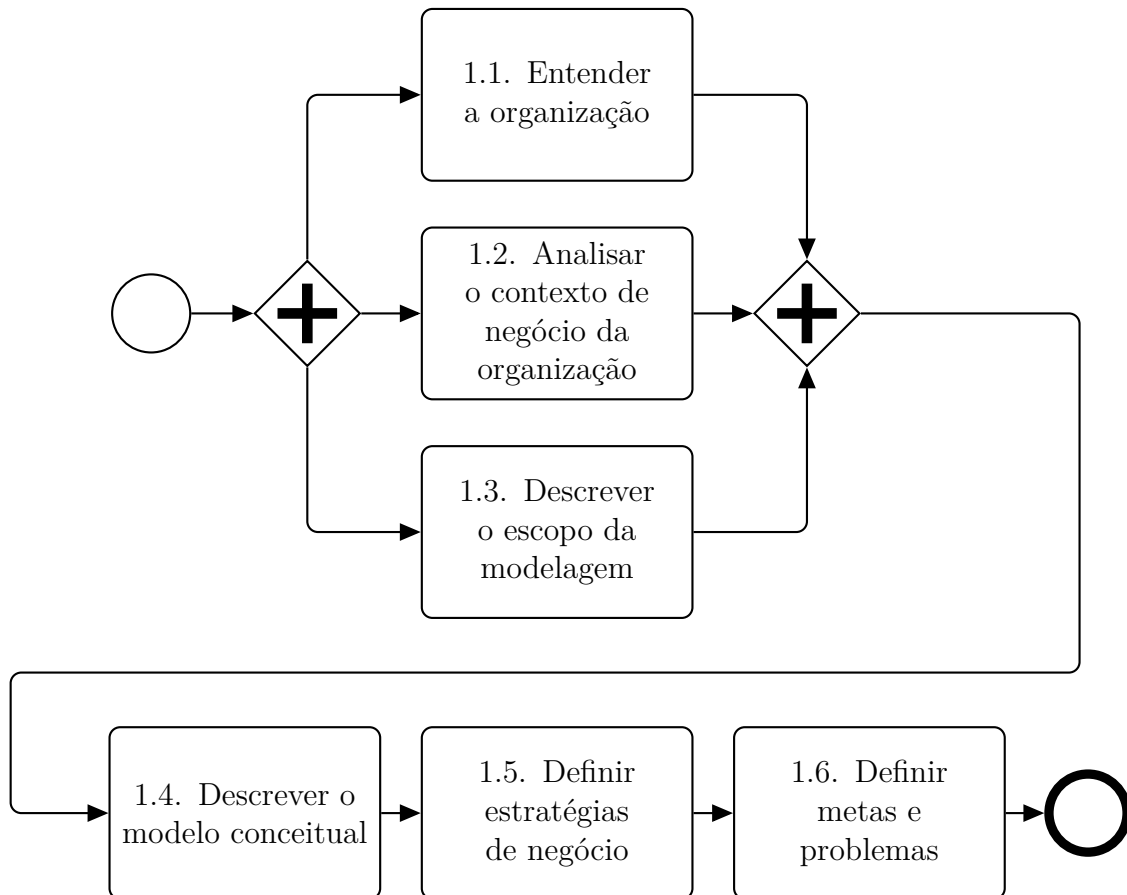 1.1. Entender
a organização
1.2. Analisar
o contexto de
negócio da
organização
1.3. Descrever
o escopo da
modelagem
1.4. Descrever o
modelo conceitual
1.5. Definir
estratégias
de negócio
1.6. Definir
metas e
problemas